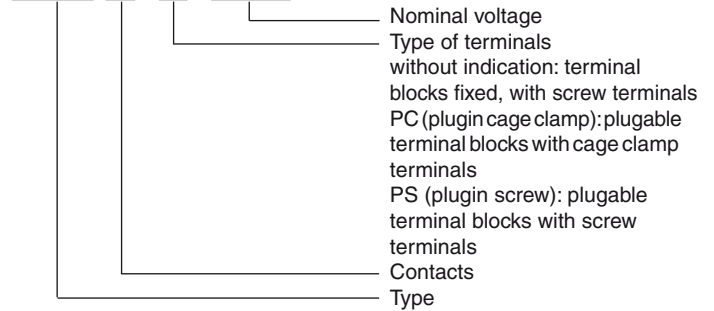 Nominal voltage
Type of terminals
without indication: terminal
blocks fixed, with screw terminals
PC (plugin cage clamp): plugable
terminal blocks with cage clamp
terminals
PS (plugin screw): plugable
terminal blocks with screw
terminals
Contacts
Type